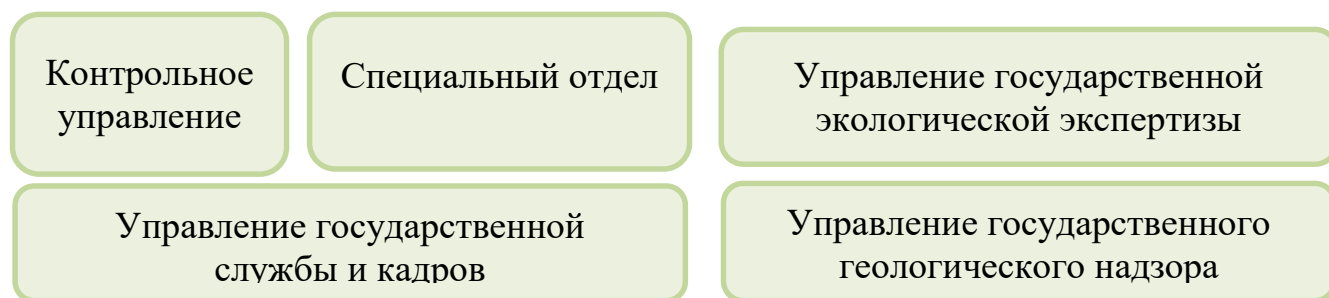 Контрольное
управление
Специальный отдел
Управление государственной
экологической экспертизы
Управление государственной
службы и кадров
Управление государственного
геологического надзора